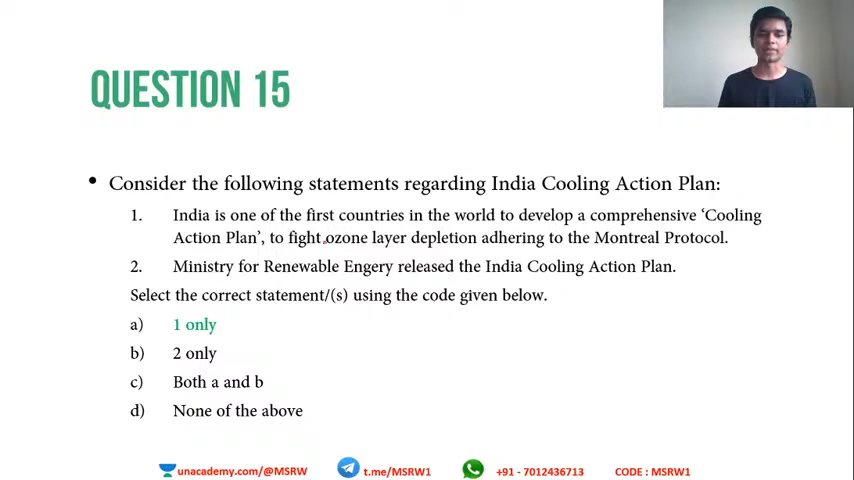 QUESTION 15
• Consider the following statements regarding India Cooling Action Plan:
1. India is one of the first countries in the world to develop a comprehensive ‘Cooling
Action Plan’, to fight ozone layer depletion adhering to the Montreal Protocol.
2. Ministry for Renewable Engery released the India Cooling Action Plan.
Select the correct statement/(s) using the code given below.
a) 1 only
b) 2 only
c) Both a and b
d) None of the above
unacademy.com/@MSRW t.me/MSRW1 +91 - 7012436713 CODE : MSRW1